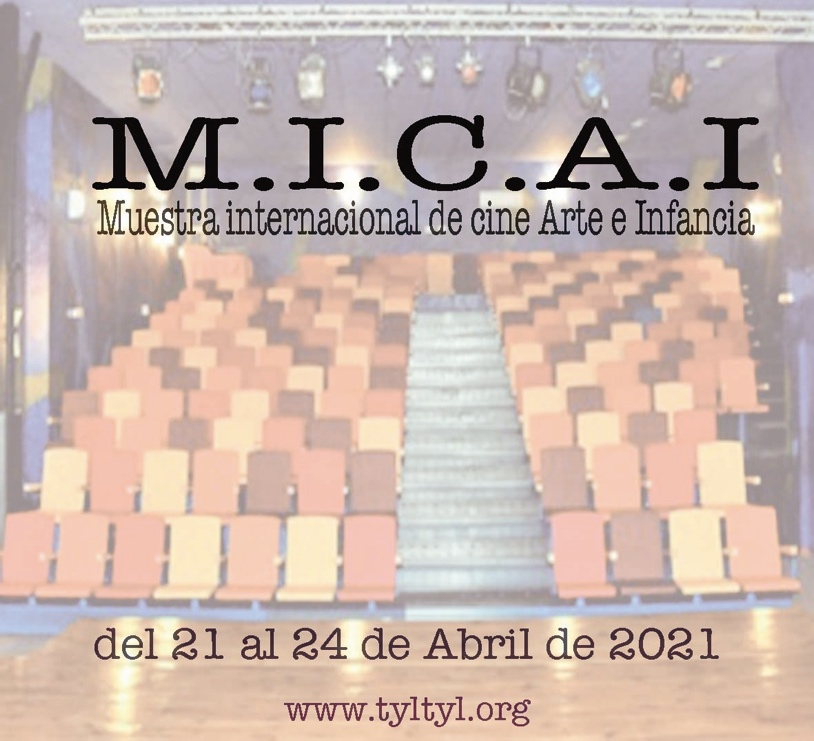 M.I.C.A.I
Muestra internacional de cine Arte e Infancia
del 21 al 24 de Abril de 2021
www.tyltyl.org